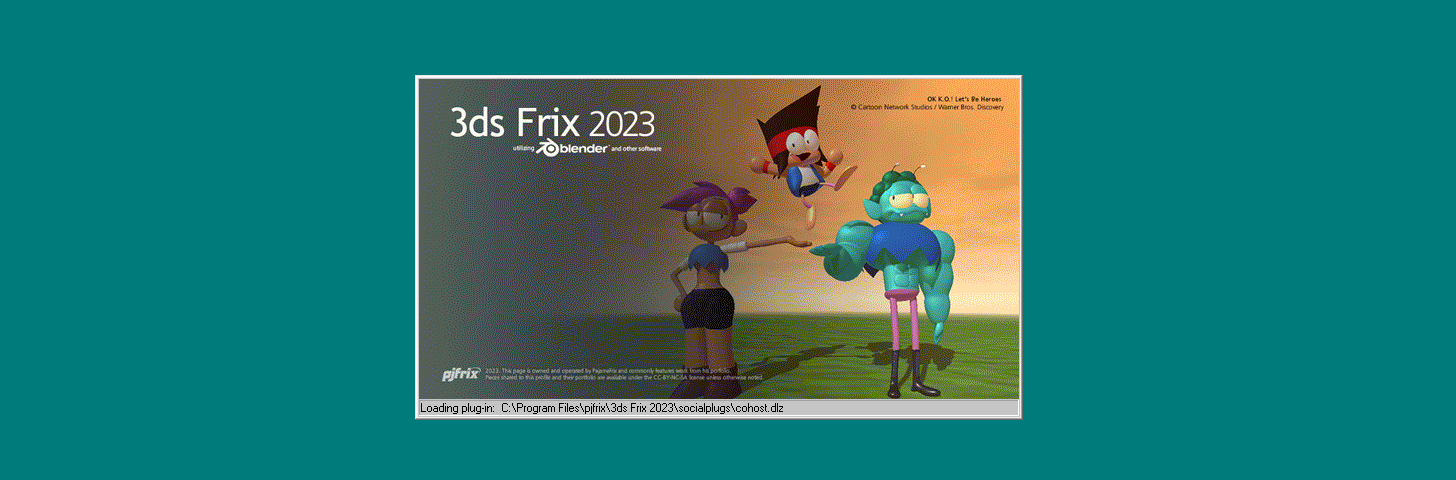 3ds Frix 2023
utilizing blender™ and other software
OK K.O.! Let's Be Heroes
© Cartoon Network Studios / Warner Bros. Discovery
pjfrix
2023. This page is owned and operated by PajamaFrix and commonly features work from his portfolio.
Pieces shared to this profile and their portfolio are available under the CC-BY-NC-SA license unless otherwise noted.
Loading plug-in: C:\Program Files\pjfrix\3ds Frix 2023\socialplugs\cohost.dlz